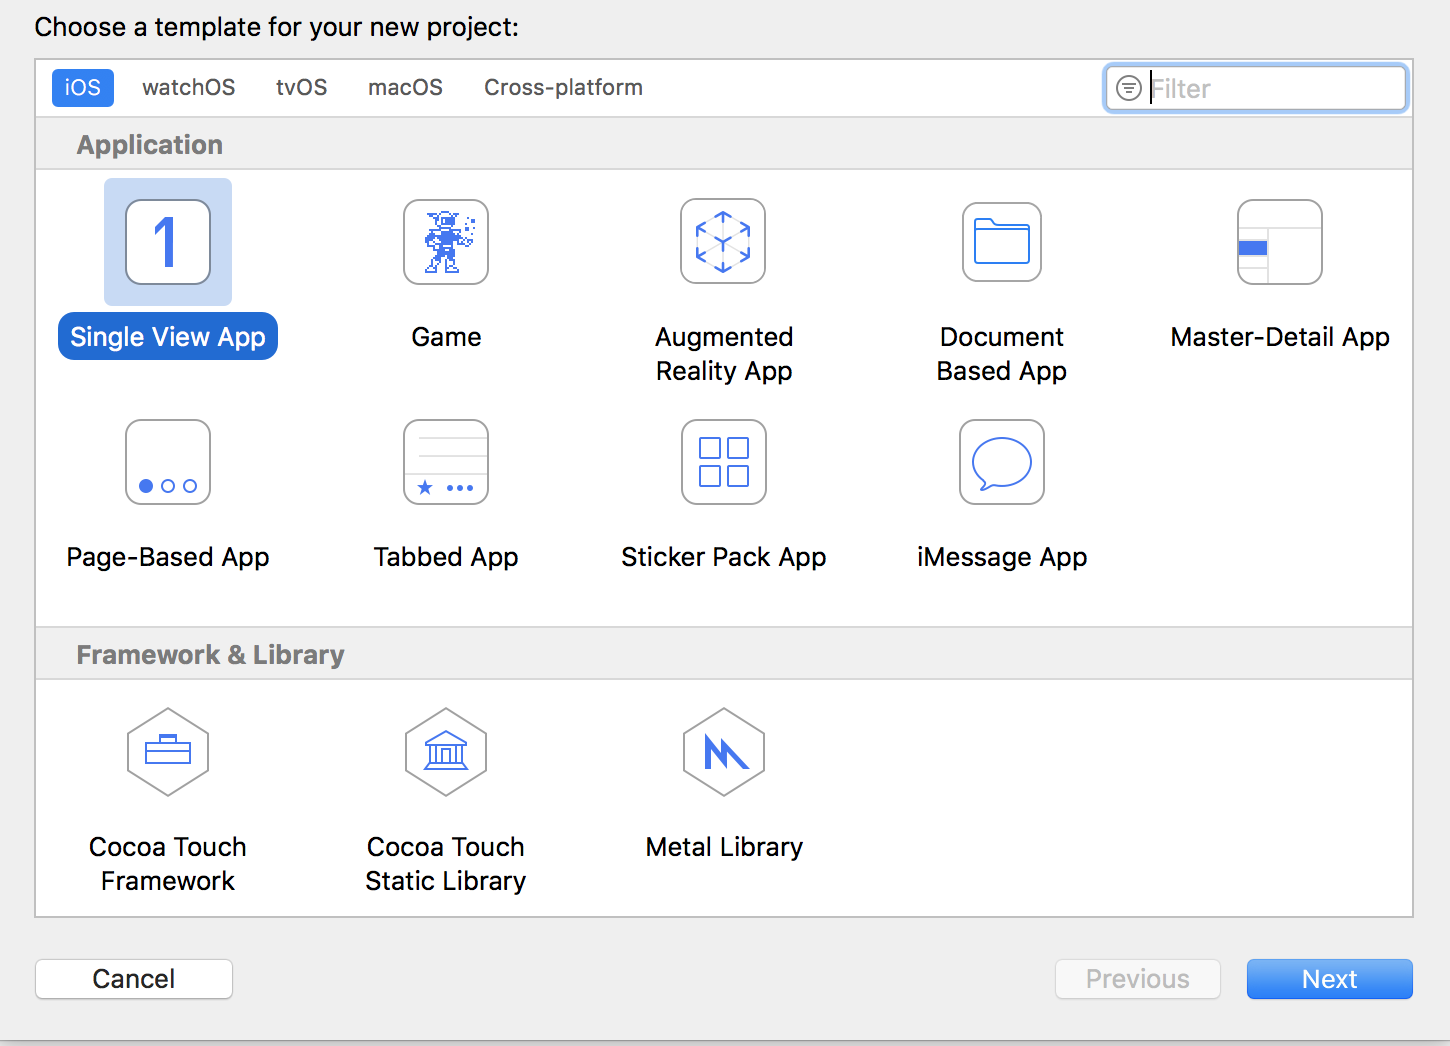 Choose a template for your new project:
iOS watchOS tvOS macOS Cross-platform Filter
Application
1
Single View App Game Augmented Reality App Document Based App Master-Detail App
Page-Based App Tabbed App Sticker Pack App iMessage App
Framework & Library
Cocoa Touch Framework Cocoa Touch Static Library Metal Library
Cancel Previous Next